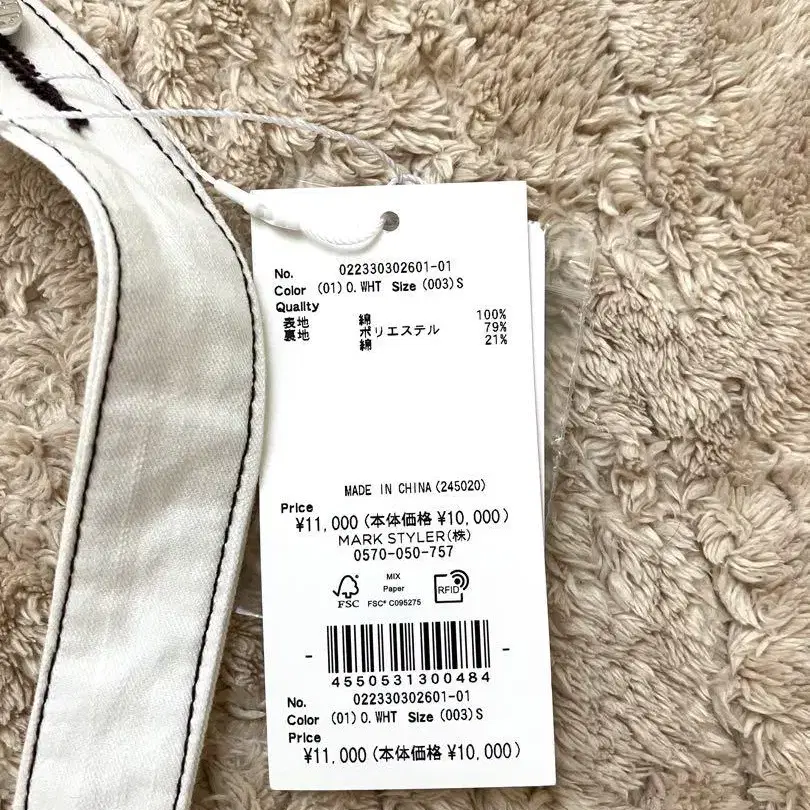 No. 022330302601-01
Color (01)O.WHT Size (003)S
Quality
表地 綿 100%
裏地 ポリエステル 79%
綿 21%
MADE IN CHINA(245020)
Price
¥11,000(本体価格 ¥10,000)
MARK STYLER(株)
0570-050-757
MIX
Paper
FSC FSC® C095275 RFID
4550531300484
No. 022330302601-01
Color (01)O.WHT Size (003)S
Price
¥11,000(本体価格 ¥10,000)